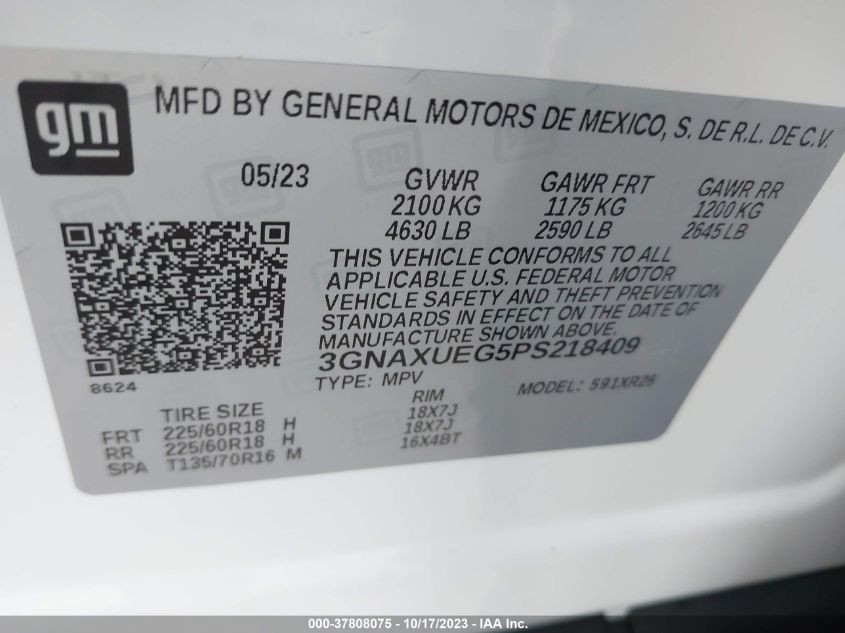 gm
MFD BY GENERAL MOTORS DE MEXICO, S. DE R.L. DE C.V.
05/23 GVWR GAWR FRT GAWR RR
2100 KG 1175 KG 1200 KG
4630 LB 2590 LB 2645 LB
THIS VEHICLE CONFORMS TO ALL
APPLICABLE U.S. FEDERAL MOTOR
VEHICLE SAFETY AND THEFT PREVENTION
STANDARDS IN EFFECT ON THE DATE OF
MANUFACTURE SHOWN ABOVE.
3GNAXUEG5PS218409
8624 TYPE: MPV MODEL: 591XR26
TIRE SIZE RIM
FRT 225/60R18 H 18X7J
RR 225/60R18 H 18X7J
SPA T135/70R16 M 16X4BT
000-37808075 - 10/17/2023 - IAA Inc.